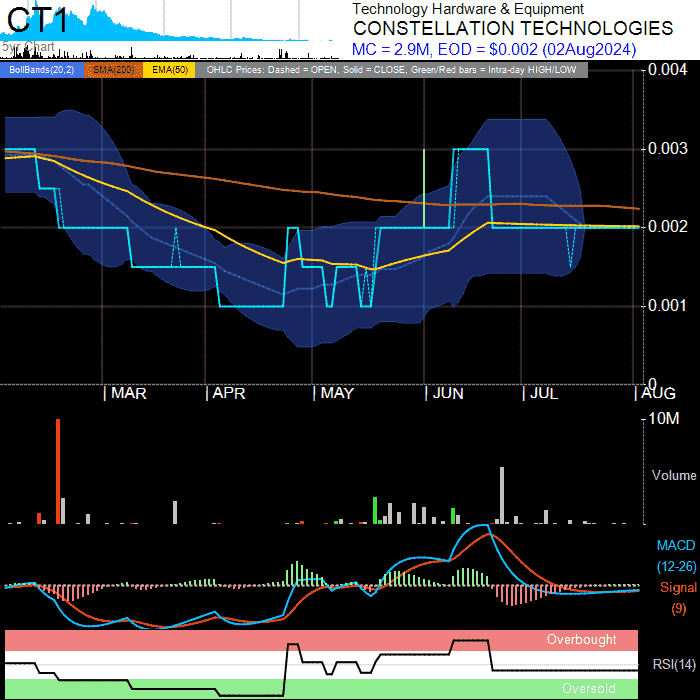 CT1
5yr Chart
Technology Hardware & Equipment
CONSTELLATION TECHNOLOGIES
MC = 2.9M, EOD = $0.002 (02Aug2024)
BollBands(20,2) SMA(200) EMA(50) OHLC Prices: Dashed = OPEN, Solid = CLOSE, Green/Red bars = Intra-day HIGH/LOW
0.004
0.003
0.002
0.001
0
MAR APR MAY JUN JUL AUG
10M
Volume
MACD
(12-26)
Signal
(9)
Overbought
RSI(14)
Oversold